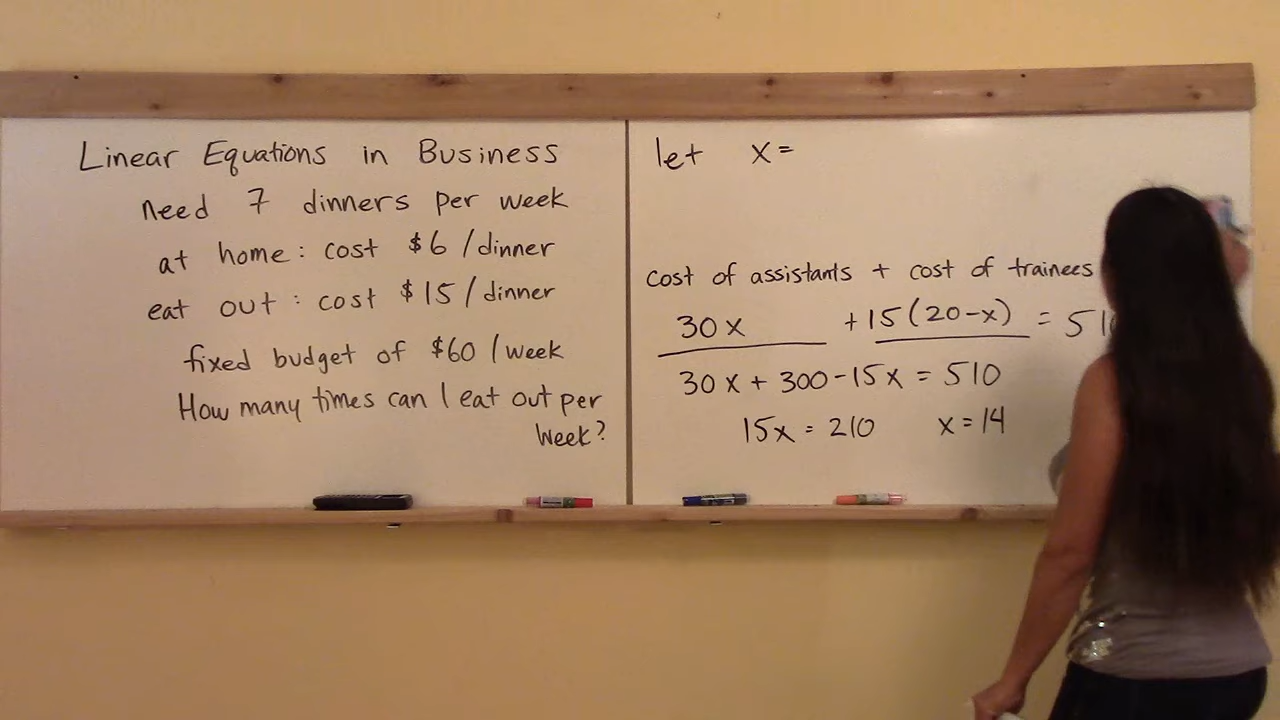 Linear Equations in Business
need 7 dinners per week
at home: cost $6/dinner
eat out: cost $15/dinner
fixed budget of $60/week
How many times can I eat out per
week?
let x=
cost of assistants + cost of trainees
30x +15(20-x) = 510
30x + 300-15x = 510
15x = 210 x=14